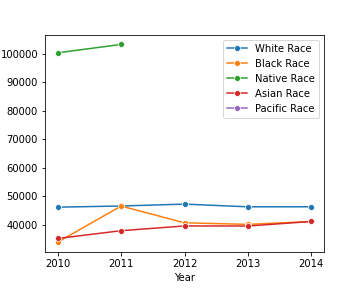 White Race
Black Race
Native Race
Asian Race
Pacific Race
100000
90000
80000
70000
60000
50000
40000
2010
2011
2012
2013
2014
Year